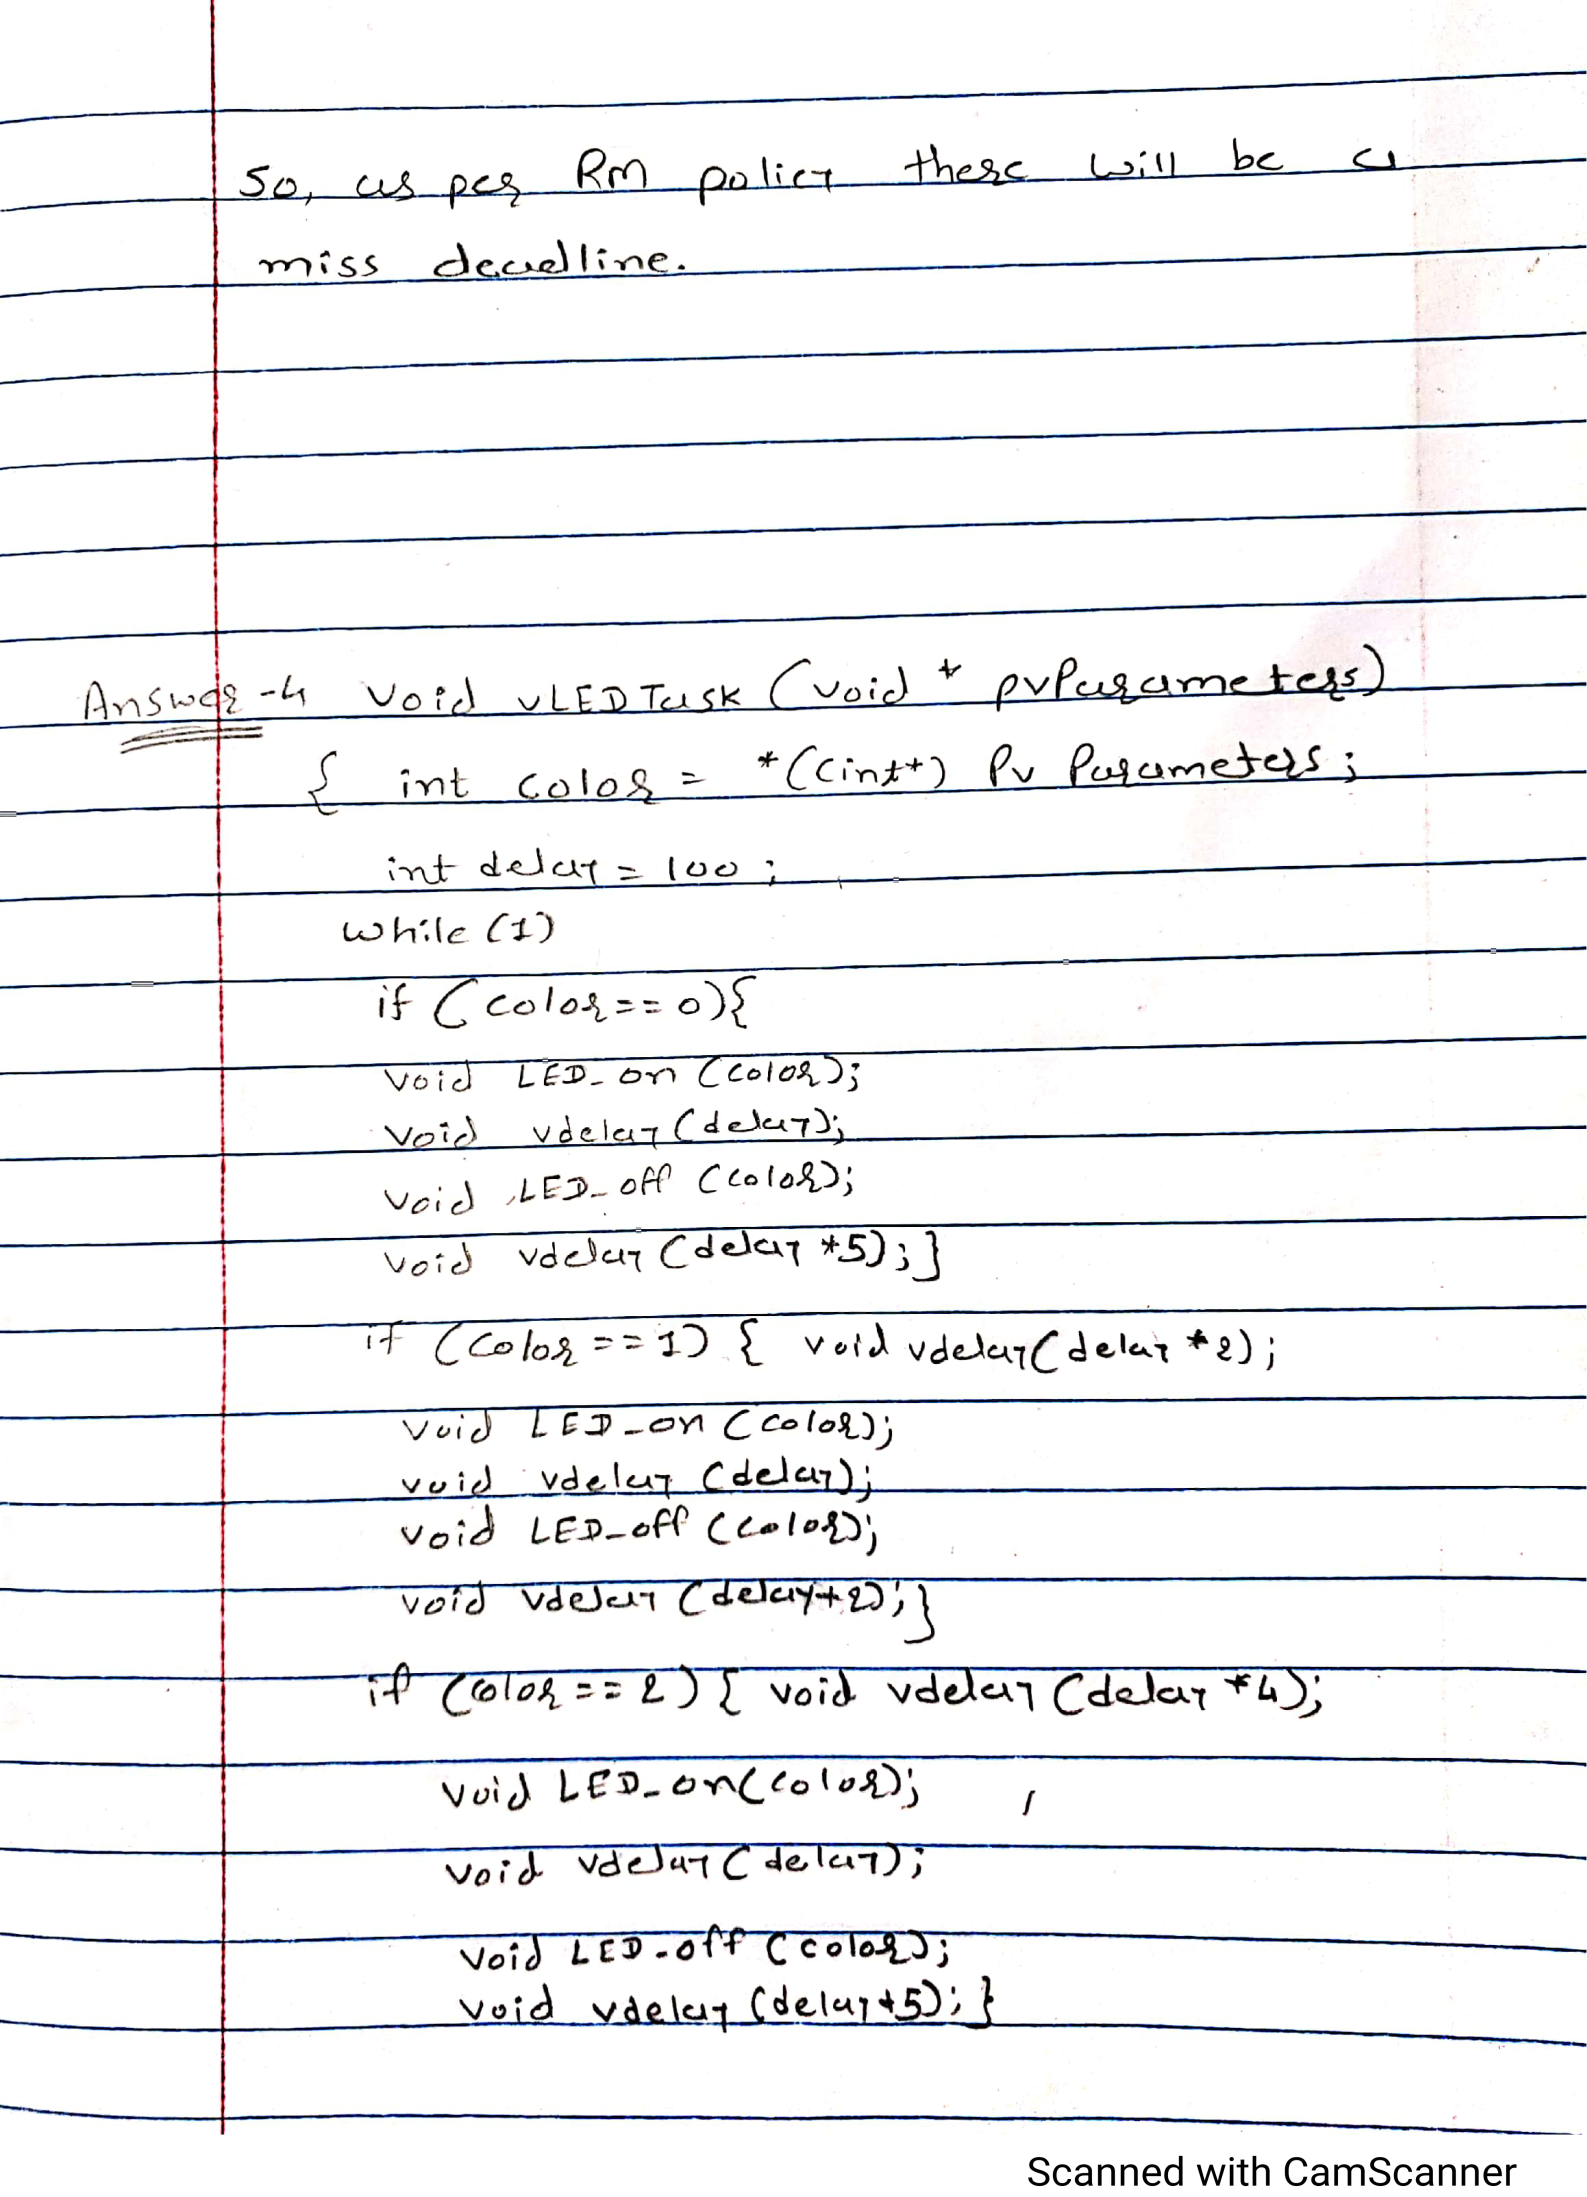 So, as per RM policy there will be a
miss deadline.
Answer-4 void vLEDTask (void * pvParameters)
{ int color = *((int*) Pv Parameters;
int delay = 100;
while (1)
if (color == 0){
void LED_on (color);
void vdelay (delay);
void LED_off (color);
void vdelay (delay *5);}
if (color == 1) { void vdelay (delay *2);
void LED_on (color);
void vdelay (delay);
void LED_off (color);
void vdelay (delay*2);}
if (color == 2) { void vdelay (delay *4);
void LED_on (color);
void vdelay (delay);
void LED_off (color);
void vdelay (delay*5);}
Scanned with CamScanner